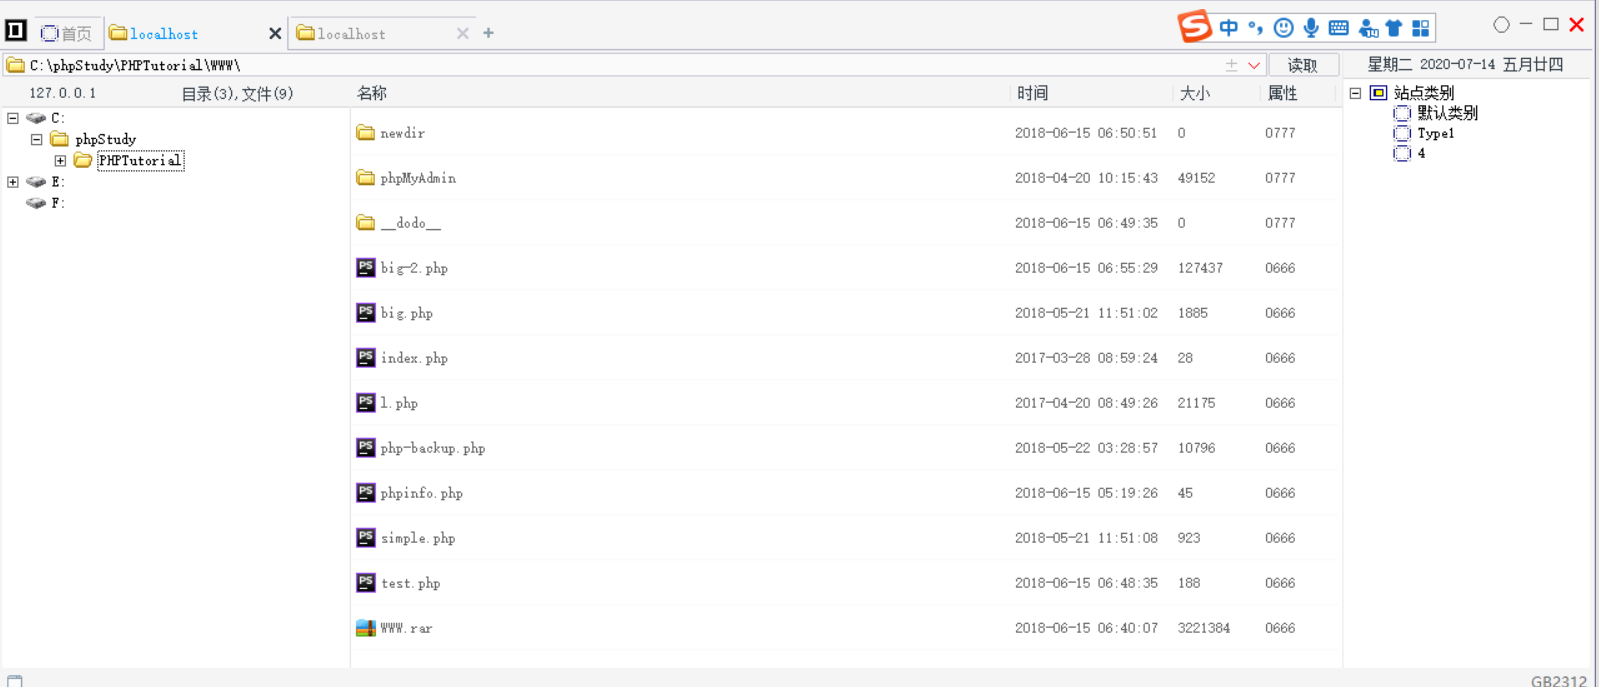 首页 localhost localhost 中
C:\phpStudy\PHPTutorial\WWW\ 读取 星期二 2020-07-14 五月廿四
127.0.0.1 目录(3),文件(9) 名称 时间 大小 属性
C:
phpStudy
PHPTutorial
E:
F:
newdir 2018-06-15 06:50:51 0 0777
phpMyAdmin 2018-04-20 10:15:43 49152 0777
__dodo__ 2018-06-15 06:49:35 0 0777
PS big-2.php 2018-06-15 06:55:29 127437 0666
PS big.php 2018-05-21 11:51:02 1885 0666
PS index.php 2017-03-28 08:59:24 28 0666
PS l.php 2017-04-20 08:49:26 21175 0666
PS php-backup.php 2018-05-22 03:28:57 10796 0666
PS phpinfo.php 2018-06-15 05:19:26 45 0666
PS simple.php 2018-05-21 11:51:08 923 0666
PS test.php 2018-06-15 06:48:35 188 0666
WWW.rar 2018-06-15 06:40:07 3221384 0666
站点类别
默认类别
Type1
4
GB2312